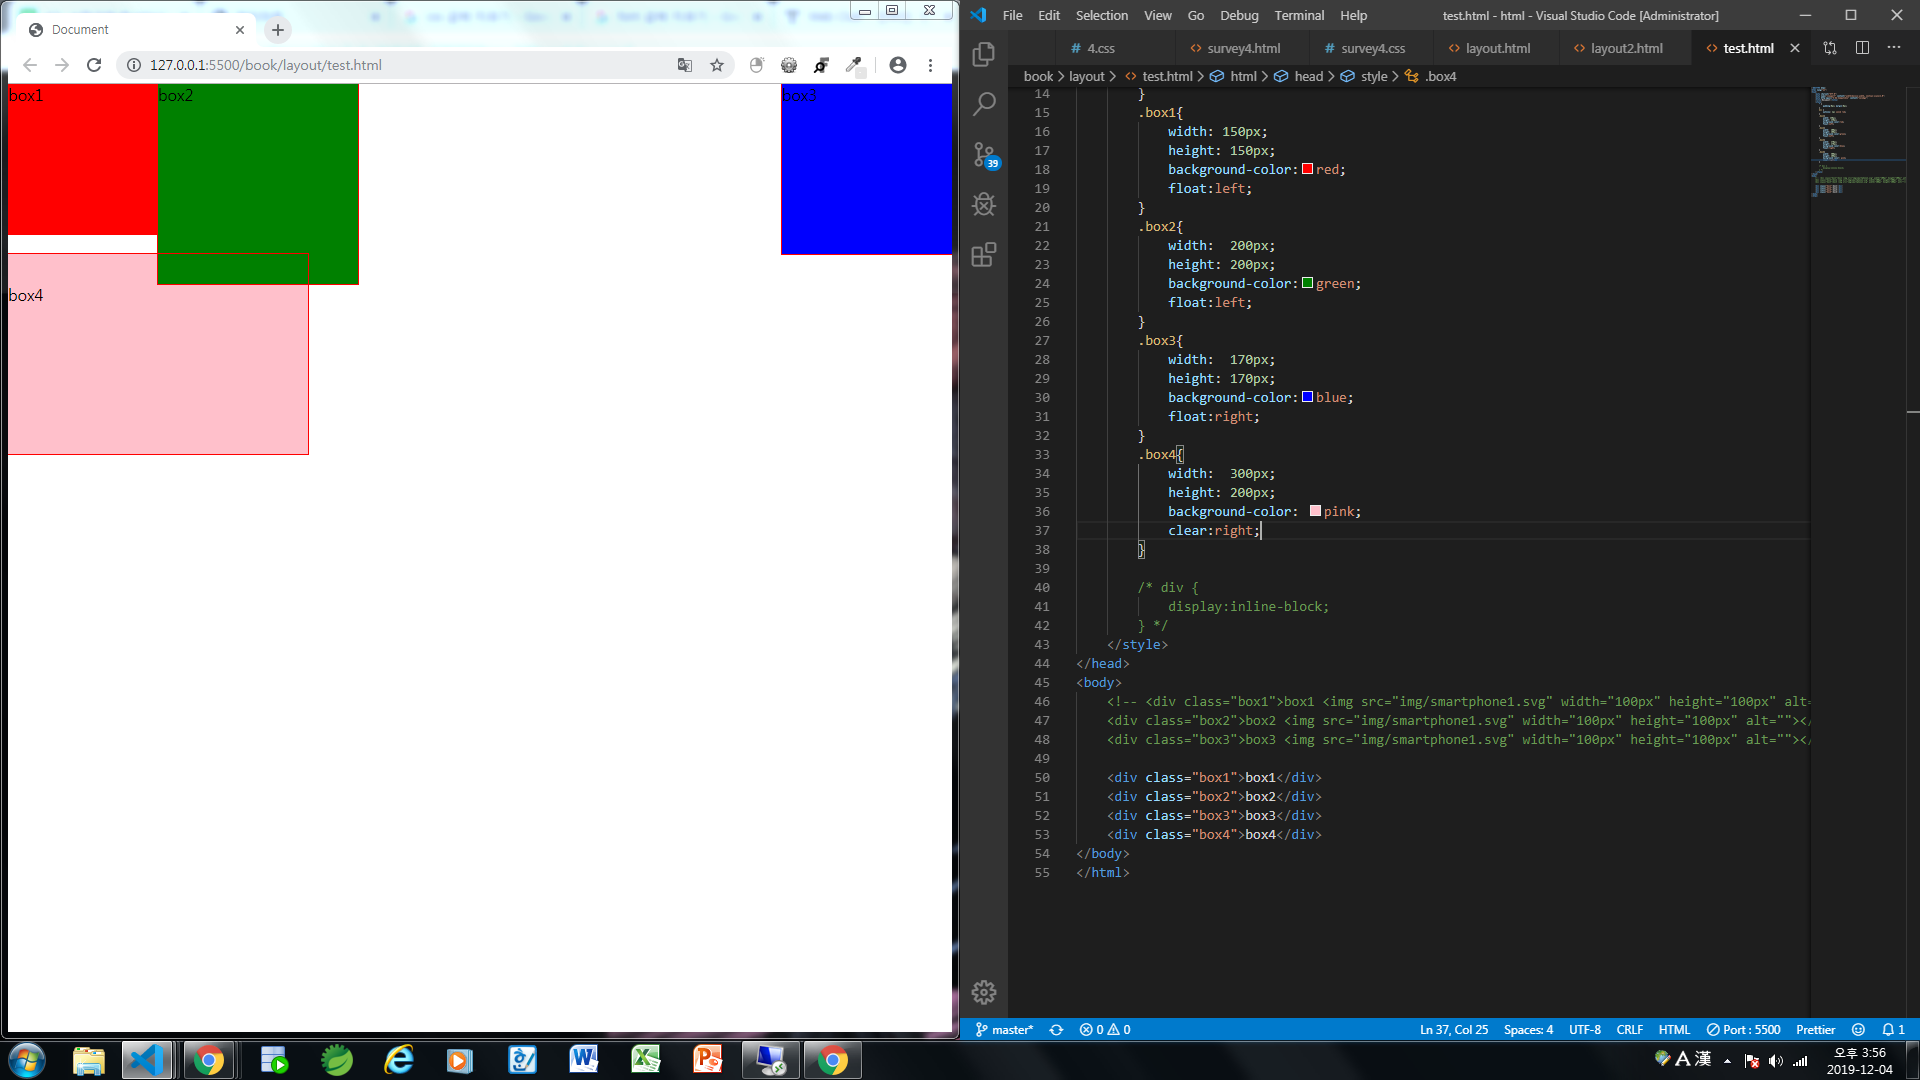 Document
127.0.0.1:5500/book/layout/test.html
box1
box2
box3
box4
File Edit Selection View Go Debug Terminal Help
test.html - html - Visual Studio Code [Administrator]
# 4.css
<> survey4.html
# survey4.css
<> layout.html
<> layout2.html
<> test.html
book > layout > <> test.html > html > head > style > .box4
39
14 }
15 .box1{
16 width: 150px;
17 height: 150px;
18 background-color: red;
19 float:left;
20 }
21 .box2{
22 width:  200px;
23 height: 200px;
24 background-color: green;
25 float:left;
26 }
27 .box3{
28 width:  170px;
29 height: 170px;
30 background-color: blue;
31 float:right;
32 }
33 .box4{
34 width:  300px;
35 height: 200px;
36 background-color: pink;
37 clear:right;
38 }
39
40 /* div {
41 display:inline-block;
42 } */
43 </style>
44 </head>
45 <body>
46 <!-- <div class="box1">box1 <img src="img/smartphone1.svg" width="100px" height="100px" alt=
47 <div class="box2">box2 <img src="img/smartphone1.svg" width="100px" height="100px" alt=""></
48 <div class="box3">box3 <img src="img/smartphone1.svg" width="100px" height="100px" alt=""></
49
50 <div class="box1">box1</div>
51 <div class="box2">box2</div>
52 <div class="box3">box3</div>
53 <div class="box4">box4</div>
54 </body>
55 </html>
master* 0 0 Ln 37, Col 25 Spaces: 4 UTF-8 CRLF HTML Port : 5500 Prettier 1
A 漢
오후 3:56
2019-12-04